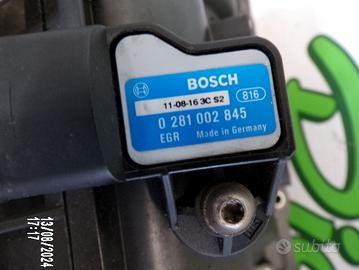 BOSCH
11-08-16 3C S2
816
0 281 002 845
EGR Made in Germany
13/08/2024
17:17
subito